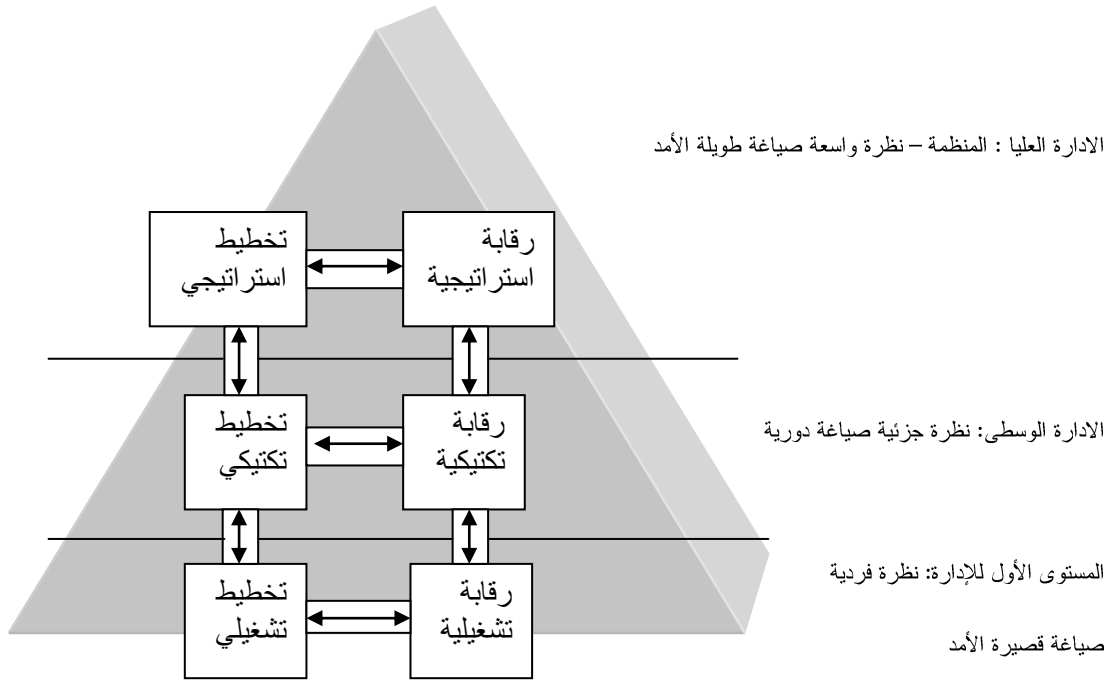 الادارة العليا : المنظمة – نظرة واسعة صياغة طويلة الأمد
رقابة
استراتيجية
تخطيط
استراتيجي
الادارة الوسطى: نظرة جزئية صياغة دورية
رقابة
تكتيكية
تخطيط
تكتيكي
المستوى الأول للإدارة: نظرة فردية
صياغة قصيرة الأمد
رقابة
تشغيلية
تخطيط
تشغيلي